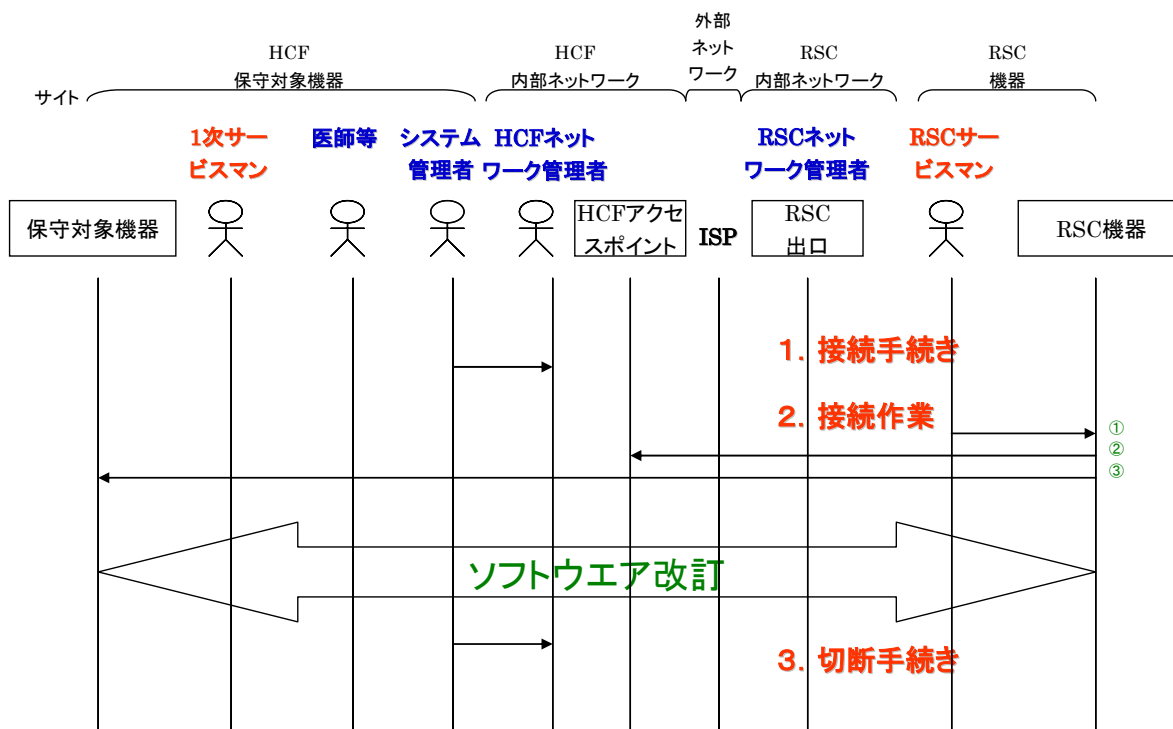 サイト
HCF
保守対象機器
HCF
内部ネットワーク
外部
ネット
ワーク
RSC
内部ネットワーク
RSC
機器
1次サー
ビスマン
医師等
システム
管理者
HCFネット
ワーク管理者
RSCネット
ワーク管理者
RSCサー
ビスマン
保守対象機器
HCFアクセ
スポイント
ISP
RSC
出口
RSC機器
1. 接続手続き
2. 接続作業
①
②
③
ソフトウエア改訂
3. 切断手続き